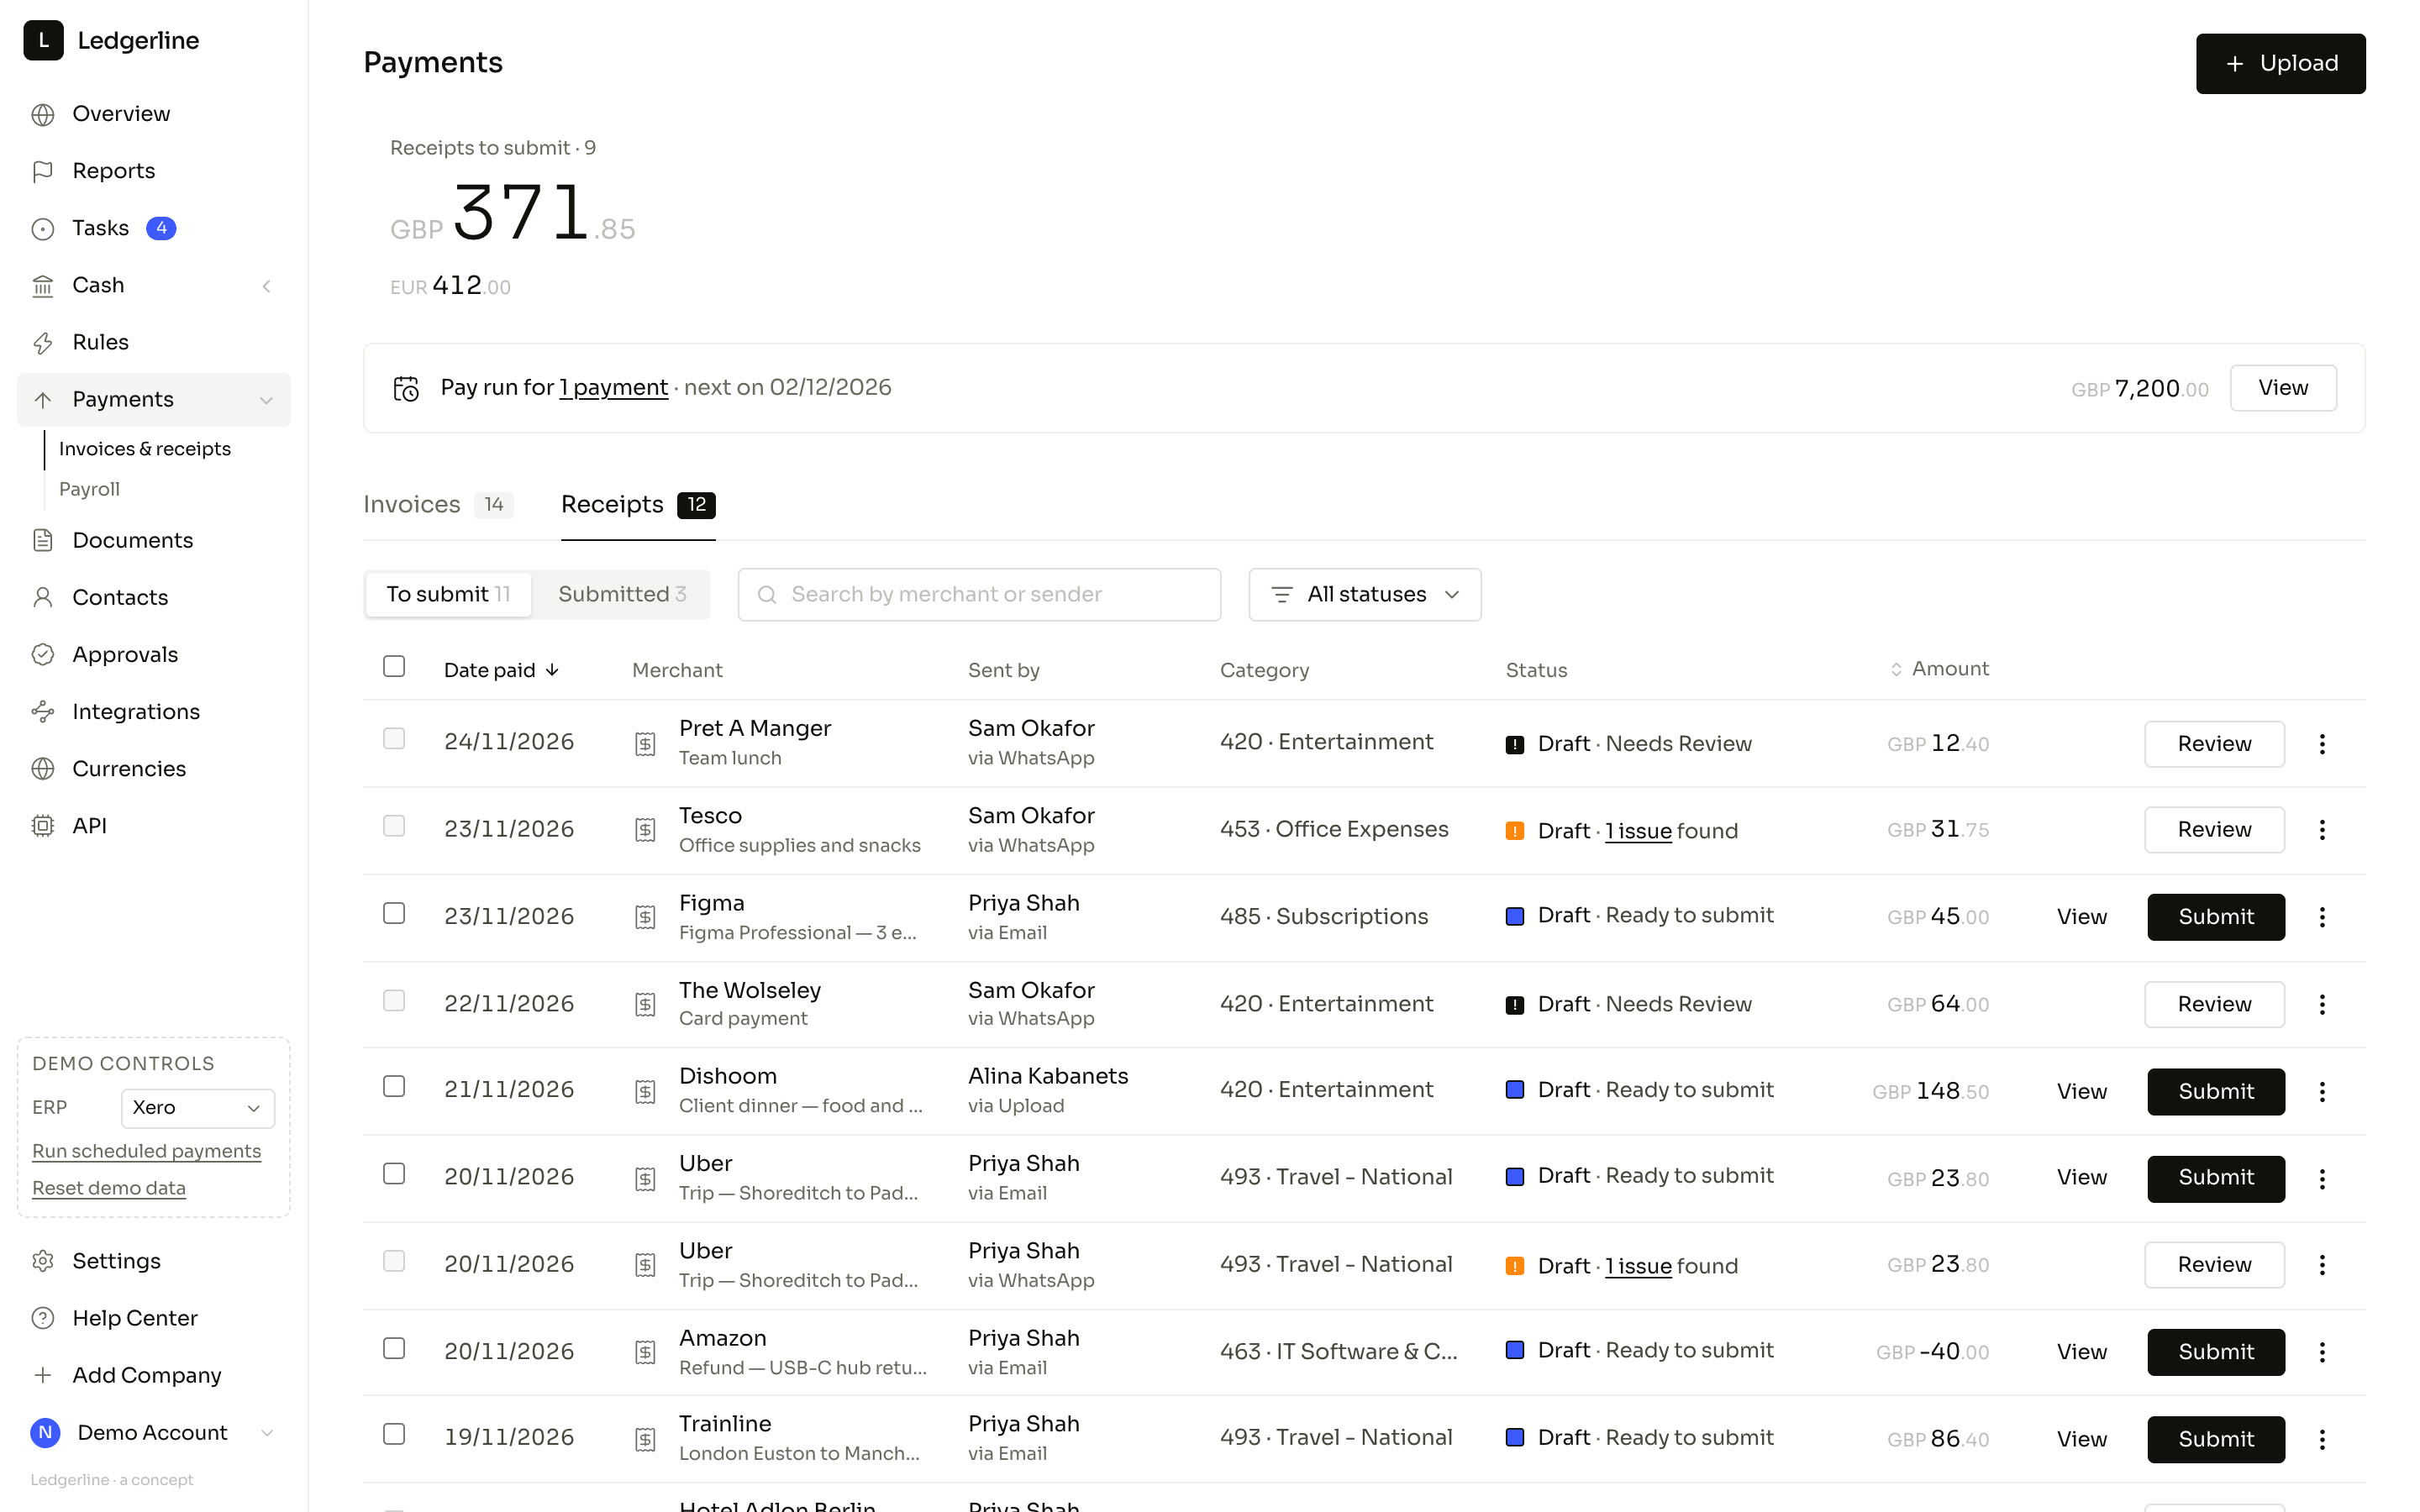 L Ledgerline
Overview
Reports
Tasks 4
Cash
Rules
Payments
Invoices & receipts
Payroll
Documents
Contacts
Approvals
Integrations
Currencies
API
DEMO CONTROLS
ERP Xero
Run scheduled payments
Reset demo data
Settings
Help Center
Add Company
N Demo Account
Ledgerline · a concept
Payments
+ Upload
Receipts to submit · 9
GBP 371.85
EUR 412.00
Pay run for 1 payment · next on 02/12/2026 GBP 7,200.00 View
Invoices 14 Receipts 12
To submit 11 Submitted 3 Search by merchant or sender All statuses
Date paid ↓ Merchant Sent by Category Status Amount
24/11/2026 Pret A Manger Sam Okafor 420 · Entertainment ! Draft · Needs Review GBP 12.40 Review
Team lunch via WhatsApp
23/11/2026 Tesco Sam Okafor 453 · Office Expenses ! Draft · 1 issue found GBP 31.75 Review
Office supplies and snacks via WhatsApp
23/11/2026 Figma Priya Shah 485 · Subscriptions Draft · Ready to submit GBP 45.00 View Submit
Figma Professional — 3 e... via Email
22/11/2026 The Wolseley Sam Okafor 420 · Entertainment ! Draft · Needs Review GBP 64.00 Review
Card payment via WhatsApp
21/11/2026 Dishoom Alina Kabanets 420 · Entertainment Draft · Ready to submit GBP 148.50 View Submit
Client dinner — food and ... via Upload
20/11/2026 Uber Priya Shah 493 · Travel - National Draft · Ready to submit GBP 23.80 View Submit
Trip — Shoreditch to Pad... via Email
20/11/2026 Uber Priya Shah 493 · Travel - National ! Draft · 1 issue found GBP 23.80 Review
Trip — Shoreditch to Pad... via WhatsApp
20/11/2026 Amazon Priya Shah 463 · IT Software & C... Draft · Ready to submit GBP -40.00 View Submit
Refund — USB-C hub retu... via Email
19/11/2026 Trainline Priya Shah 493 · Travel - National Draft · Ready to submit GBP 86.40 View Submit
London Euston to Manch... via Email
Hotel Adlon Berlin Priya Shah